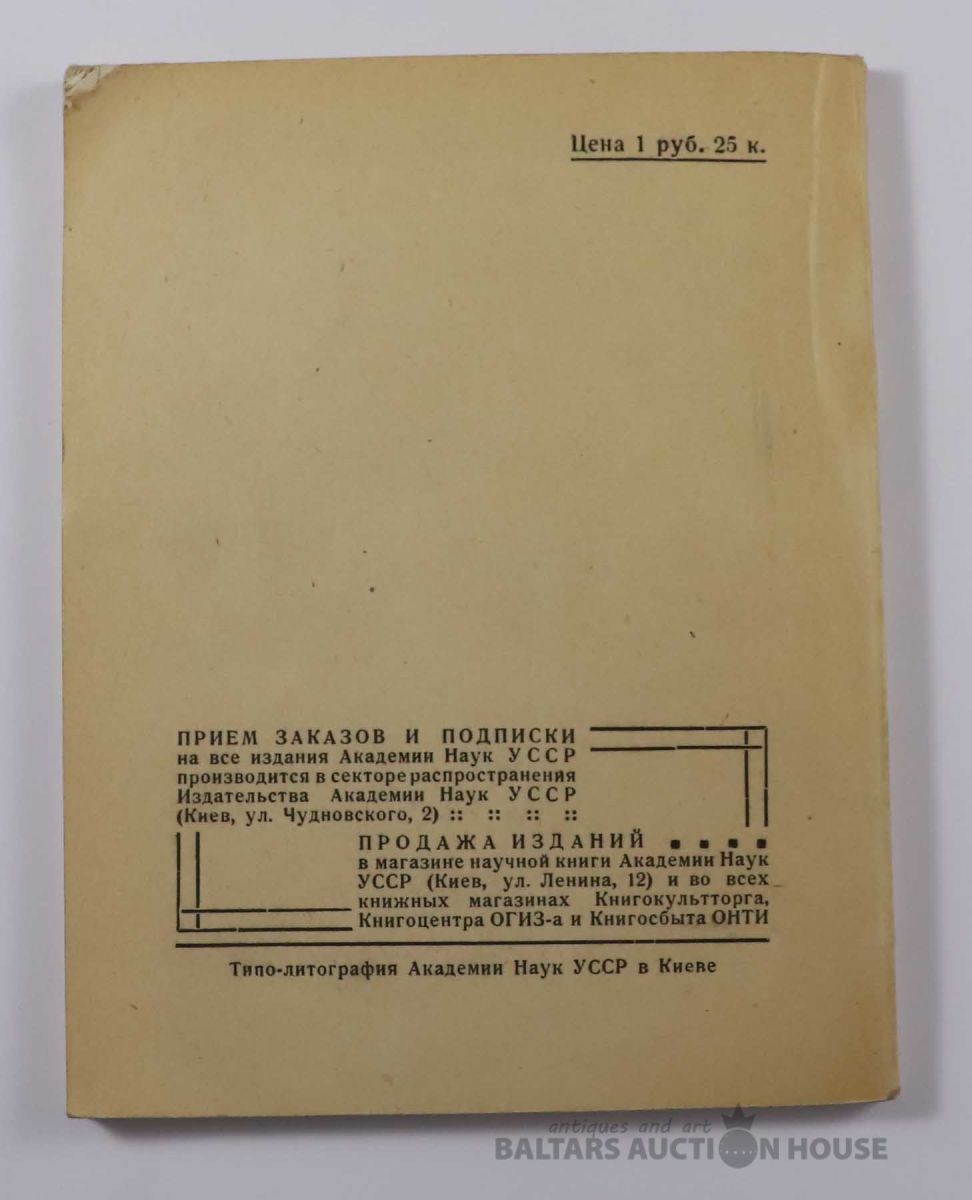 Цена 1 руб. 25 к.
ПРИЕМ ЗАКАЗОВ И ПОДПИСКИ
на все издания Академии Наук УССР
производится в секторе распространения
Издательства Академии Наук УССР
(Киев, ул. Чудновского, 2) :: :: :: ::
ПРОДАЖА ИЗДАНИЙ
в магазине научной книги Академии Наук
УССР (Киев, ул. Ленина, 12) и во всех
книжных магазинах Книгокультторга,
Книгоцентра ОГИЗ-а и Книгосбыта ОНТИ
Типо-литография Академии Наук УССР в Киеве
antiques and art
BALTARS AUCTION HOUSE